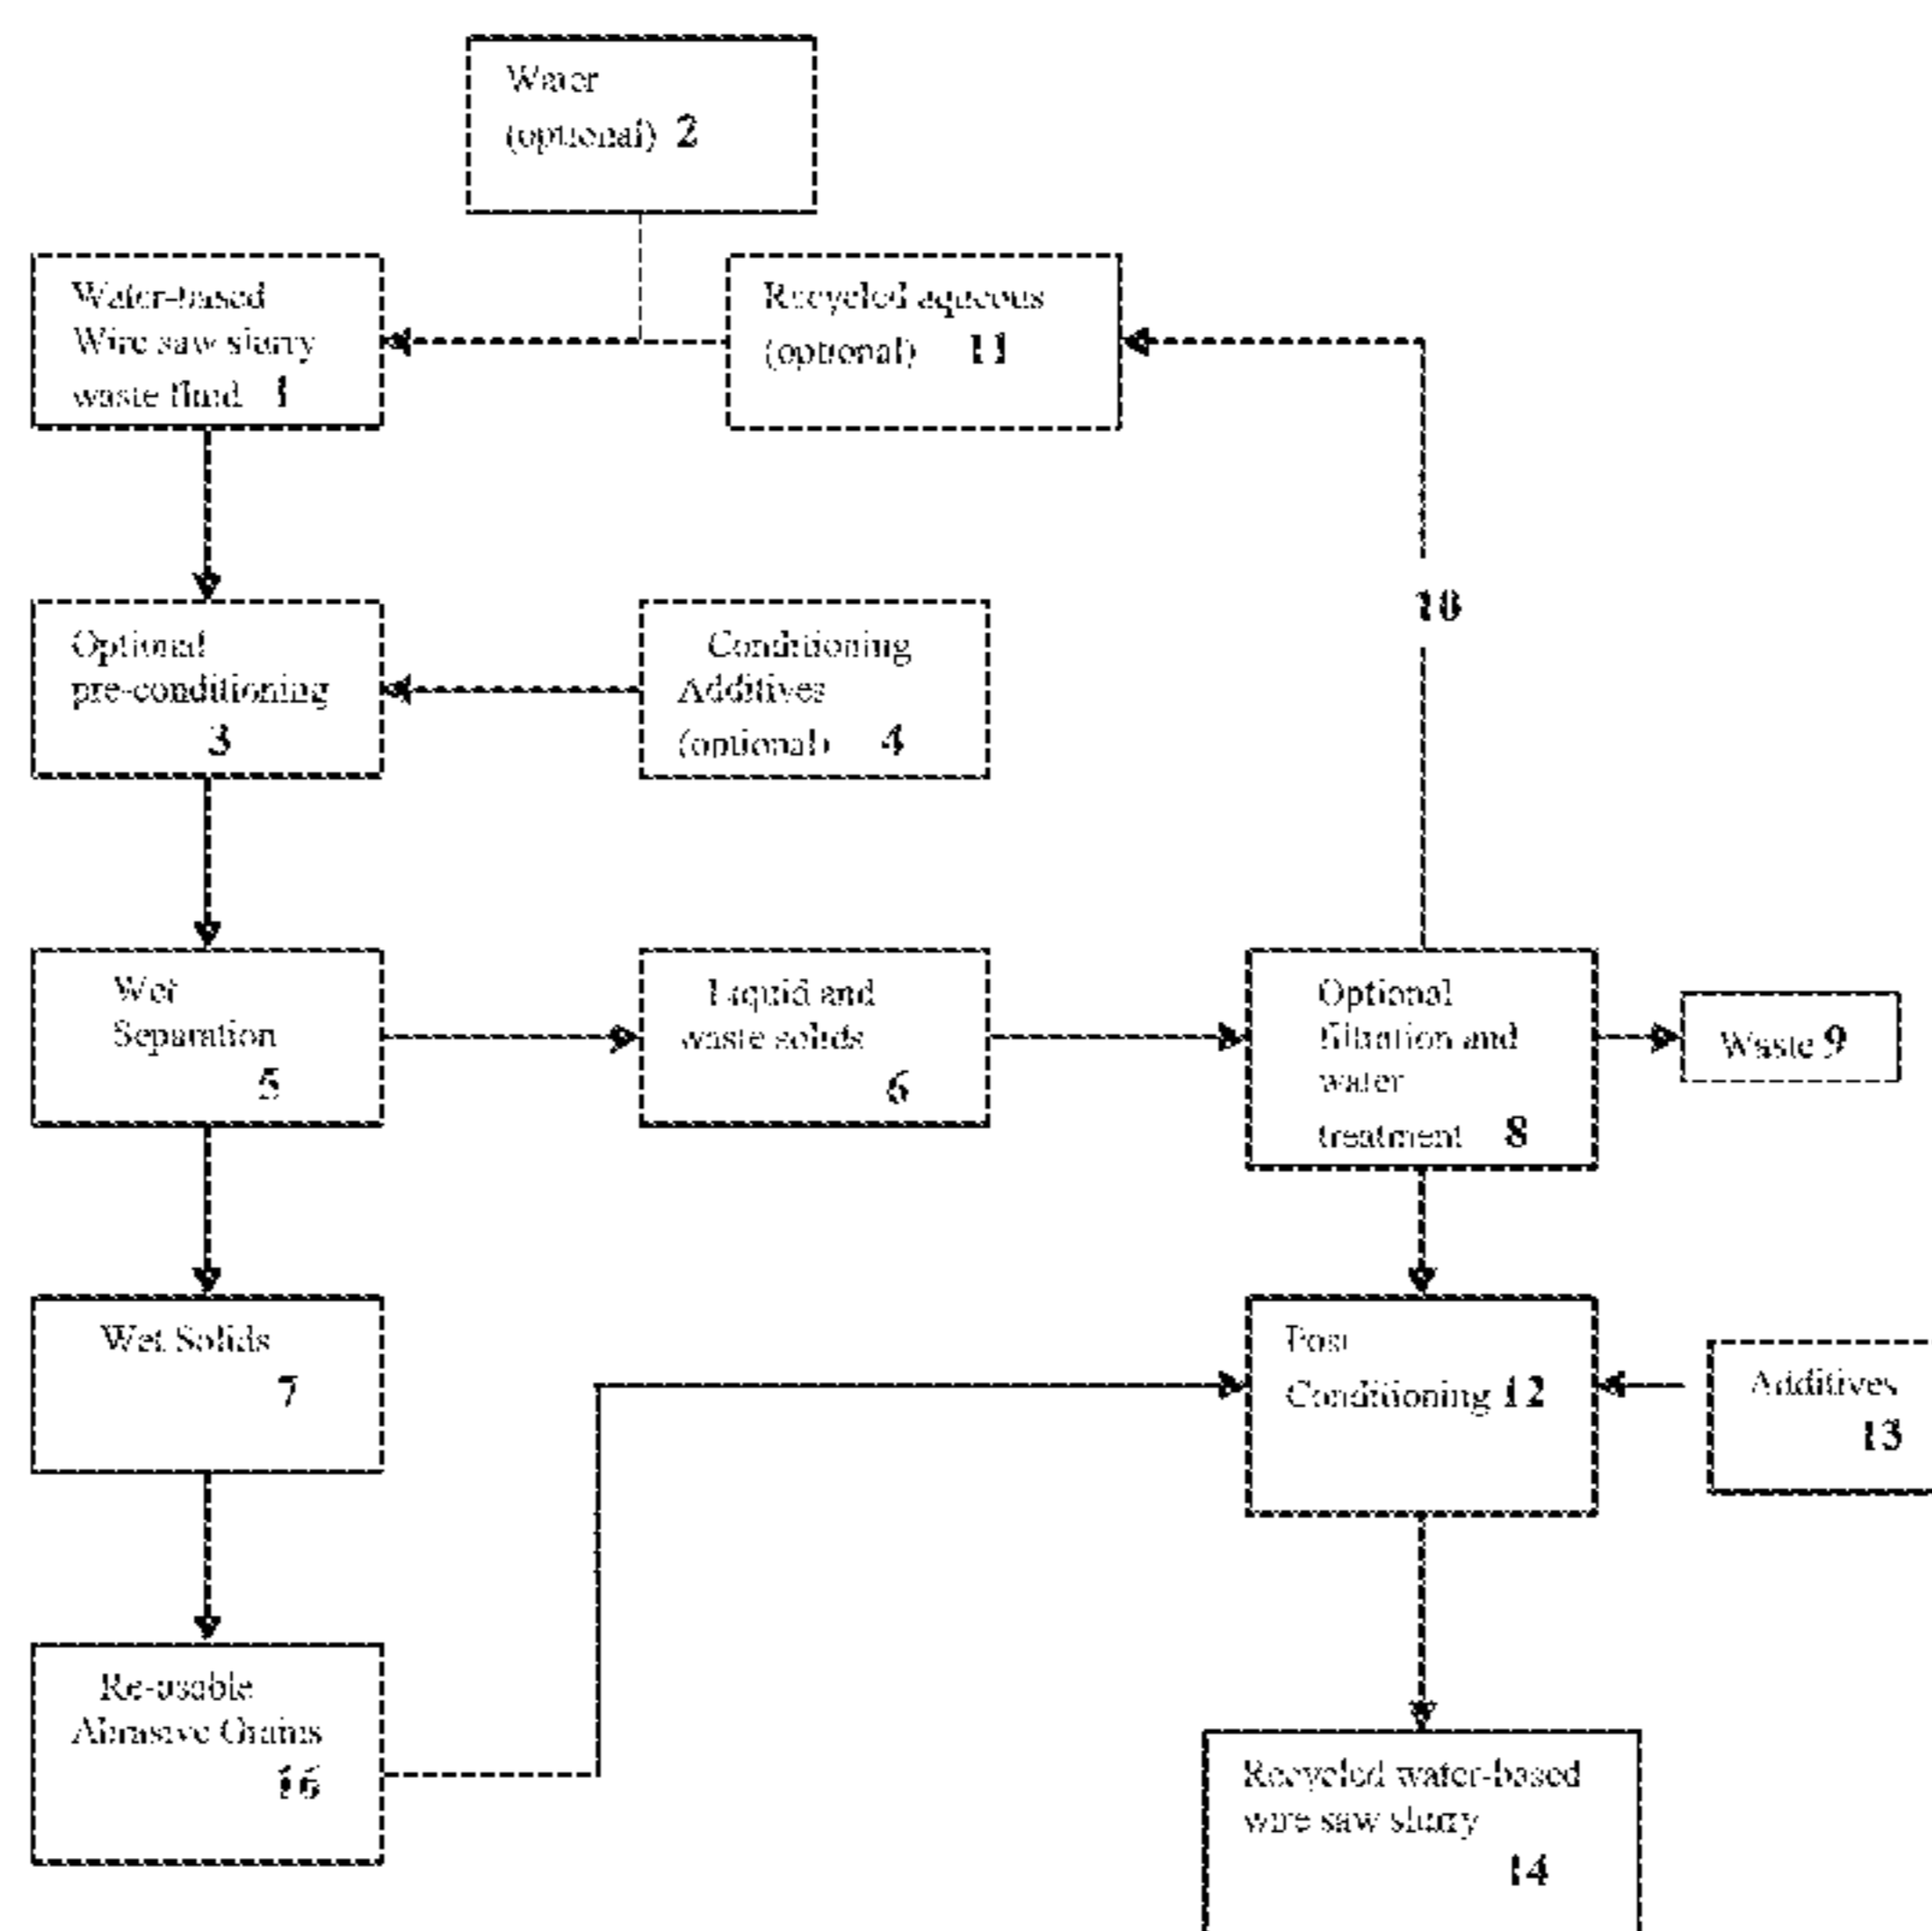 Water
(optional) 2
Water-based
Wire saw slurry
waste fluid 1
Recycled aqueous
(optional) 11
10
Optional
pre-conditioning
3
Conditioning
Additives
(optional) 4
Wet
Separation
5
Liquid and
waste solids
6
Optional
filtration and
water
treatment 8
Waste 9
Wet Solids
7
Post
Conditioning 12
Additives
13
Re-usable
Abrasive Grains
16
Recycled water-based
wire saw slurry
14